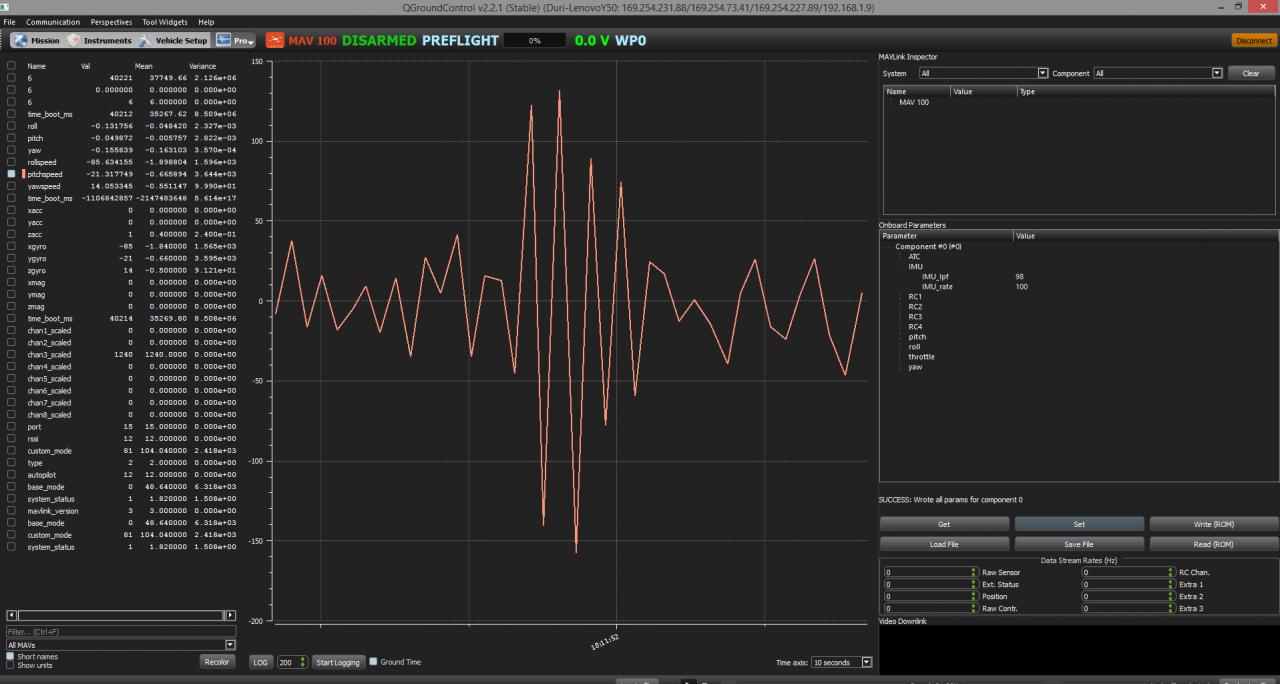 QGroundControl v2.2.1 (Stable) (Duri-LenovoY50: 169.254.231.88/169.254.73.41/169.254.227.89/192.168.1.9)
File Communication Perspectives Tool Widgets Help
Mission Instruments Vehicle Setup Pro MAV 100 DISARMED PREFLIGHT 0% 0.0 V WP0 Disconnect
Name Val Mean Variance
6 40221 37749.66 2.126e+06
6 0.000000 0.000000 0.000e+00
6 6 6.000000 0.000e+00
time_boot_ms 40212 35267.62 8.509e+06
roll -0.131756 -0.048420 2.327e-03
pitch -0.049872 -0.005757 2.822e-03
yaw -0.155839 -0.163103 3.570e-04
rollspeed -85.634155 -1.898804 1.596e+03
pitchspeed -21.317749 -0.665894 3.644e+03
yawspeed 14.053345 -0.551147 9.990e+01
time_boot_ms -1106842857 -2147483648 5.614e+17
xacc 0 0.000000 0.000e+00
yacc 0 0.000000 0.000e+00
zacc 1 0.400000 2.400e-01
xgyro -85 -1.840000 1.565e+03
ygyro -21 -0.660000 3.595e+03
zgyro 14 -0.500000 9.121e+01
xmag 0 0.000000 0.000e+00
ymag 0 0.000000 0.000e+00
zmag 0 0.000000 0.000e+00
time_boot_ms 40214 35269.80 8.508e+06
chan1_scaled 0 0.000000 0.000e+00
chan2_scaled 0 0.000000 0.000e+00
chan3_scaled 1240 1240.0000 0.000e+00
chan4_scaled 0 0.000000 0.000e+00
chan5_scaled 0 0.000000 0.000e+00
chan6_scaled 0 0.000000 0.000e+00
chan7_scaled 0 0.000000 0.000e+00
chan8_scaled 0 0.000000 0.000e+00
port 15 15.000000 0.000e+00
rssi 12 12.000000 0.000e+00
custom_mode 81 104.040000 2.418e+03
type 2 2.000000 0.000e+00
autopilot 12 12.000000 0.000e+00
base_mode 0 48.640000 6.318e+03
system_status 1 1.820000 1.508e+00
mavlink_version 3 3.000000 0.000e+00
base_mode 0 48.640000 6.318e+03
custom_mode 81 104.040000 2.418e+03
system_status 1 1.820000 1.508e+00
Filter... (Ctrl+F)
All MAVs
Short names
Show units
Recolor
150
100
50
0
-50
-100
-150
-200
18:11:52
LOG 200 Start Logging Ground Time Time axis: 10 seconds
MAVLink Inspector
System All Component All Clear
Name Value Type
MAV 100
Onboard Parameters
Parameter Value
Component #0 (#0)
ATC
IMU
IMU_lpf 98
IMU_rate 100
RC1
RC2
RC3
RC4
pitch
roll
throttle
yaw
SUCCESS: Wrote all params for component 0
Get Set Write (ROM)
Load File Save File Read (ROM)
Data Stream Rates (Hz)
0 Raw Sensor 0 RC Chan.
0 Ext. Status 0 Extra 1
0 Position 0 Extra 2
0 Raw Contr. 0 Extra 3
Video Downlink